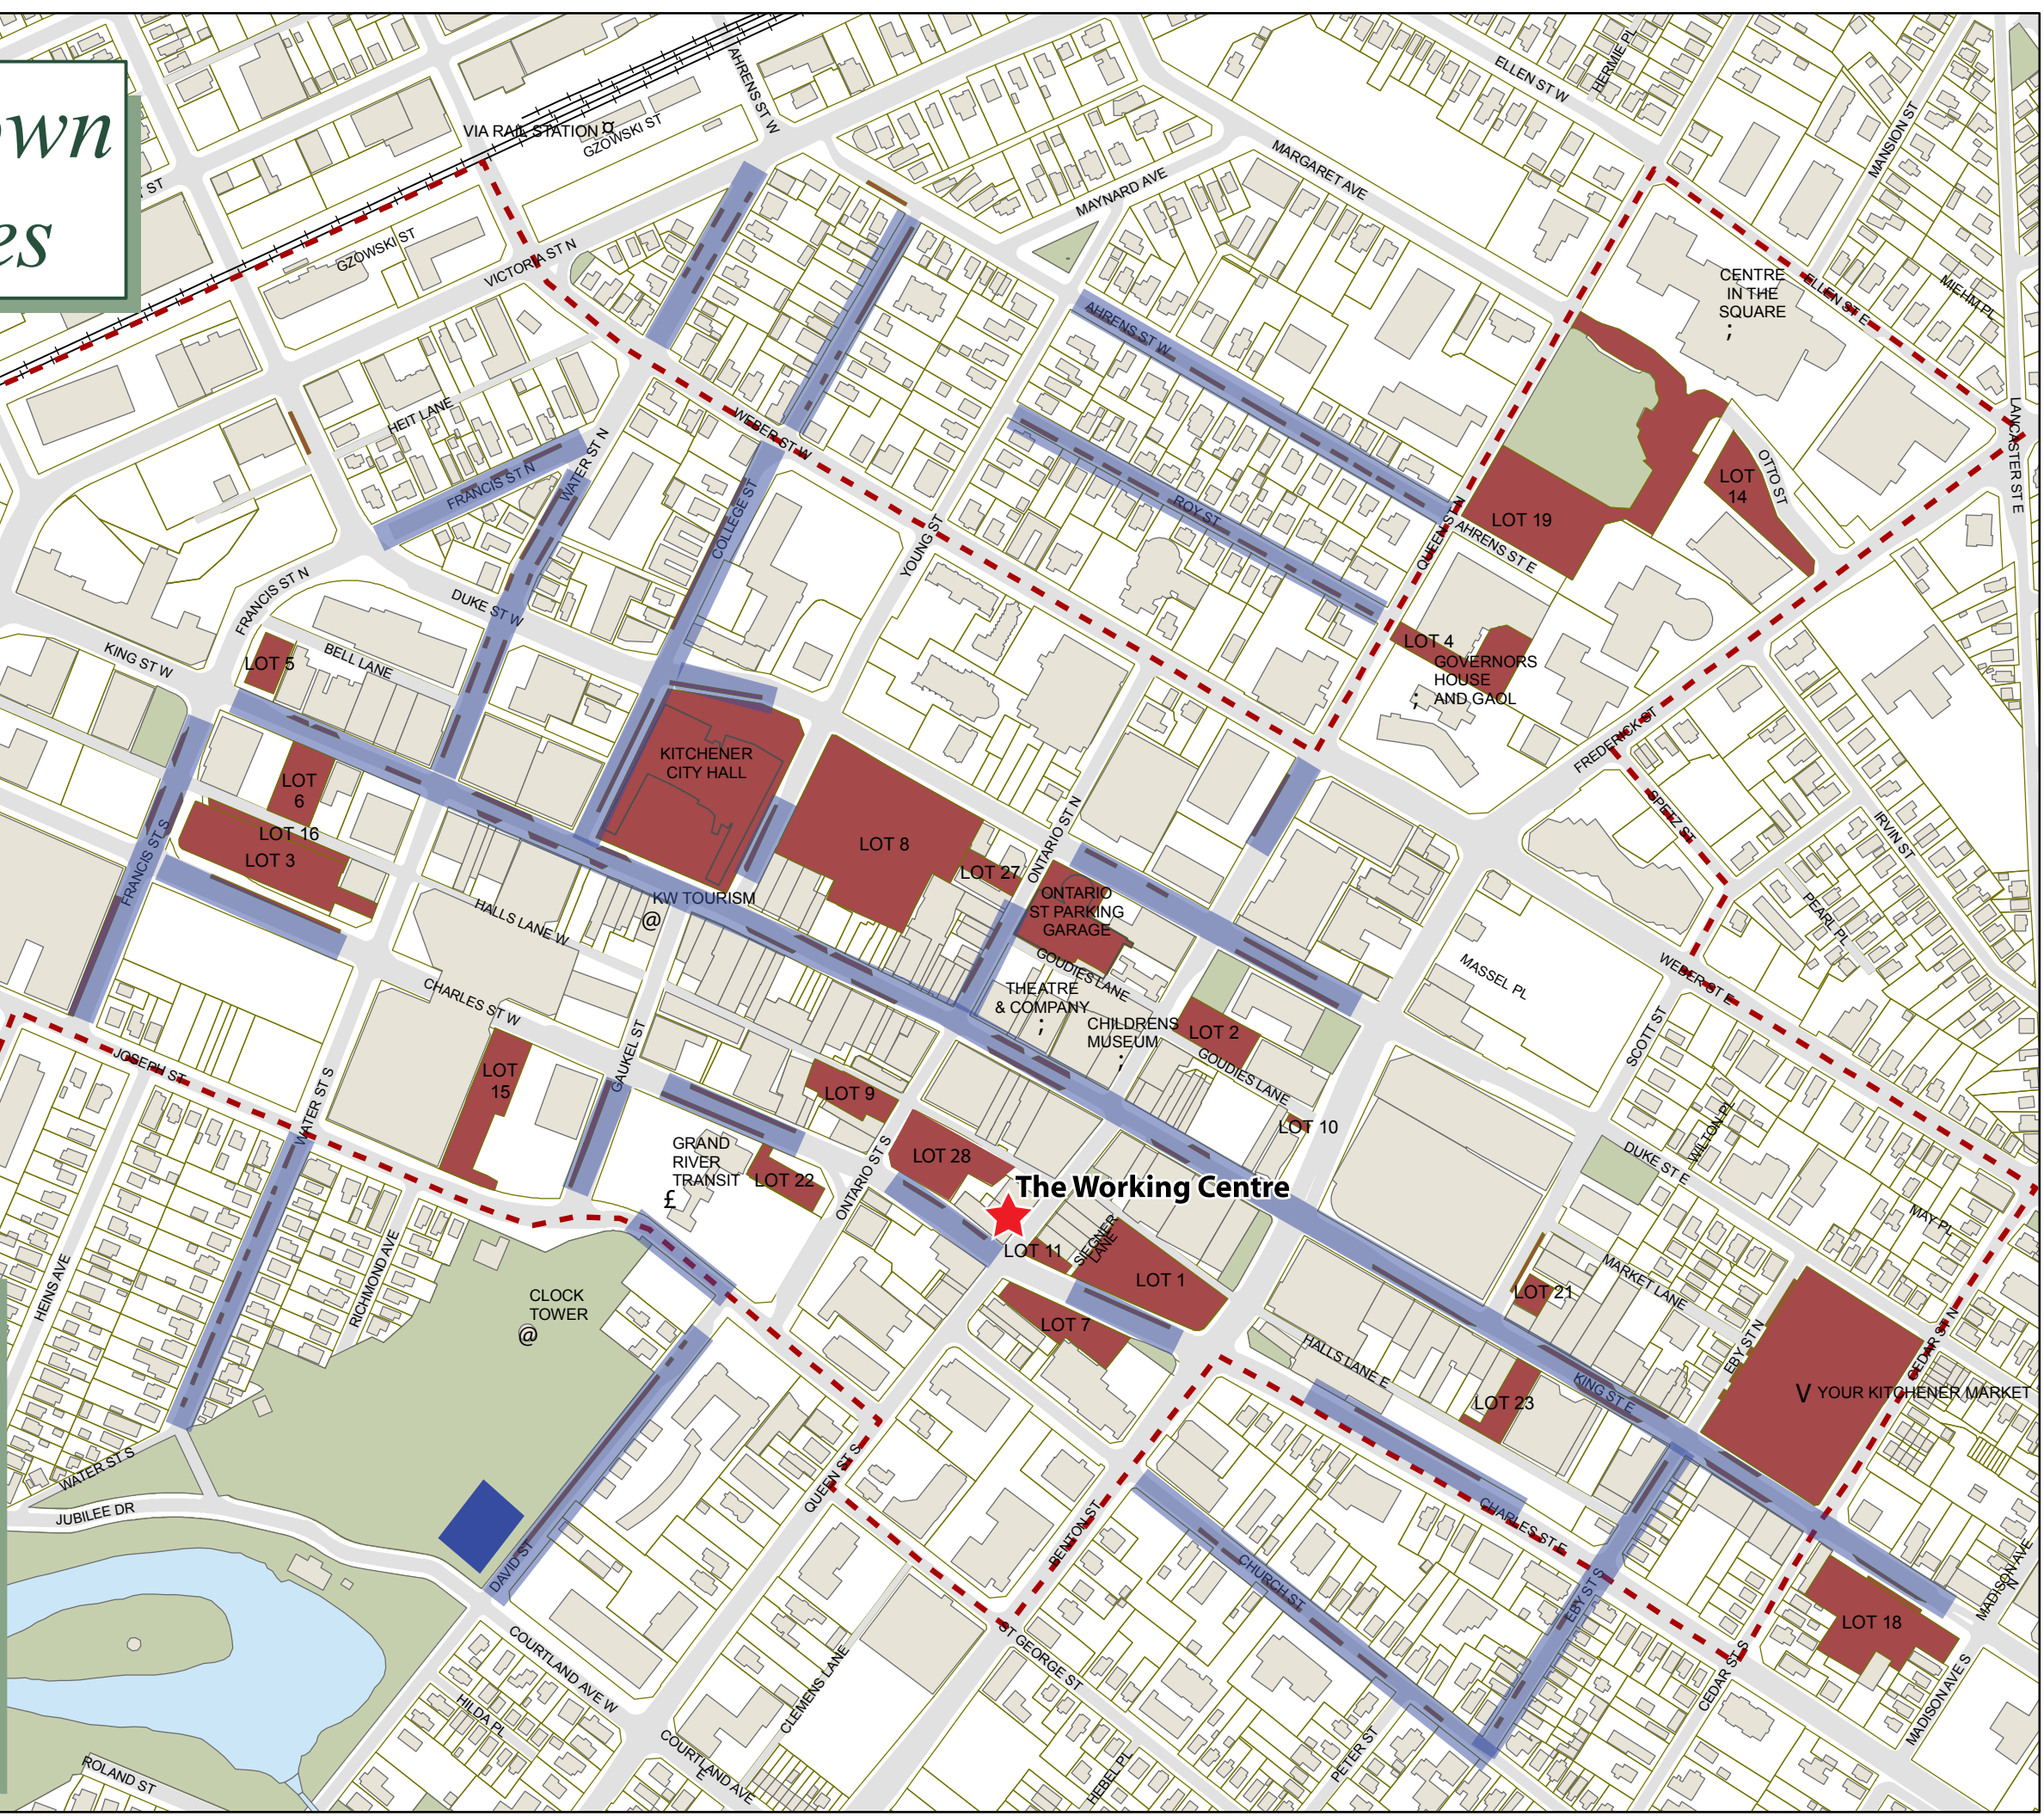 own
es
ST
VIA RAIL STATION
GZOWSKI ST
AHRENS ST W
ELLEN ST W
HERMIE PL
MANSION ST
MARGARET AVE
MAYNARD AVE
GZOWSKI ST
VICTORIA ST N
CENTRE
IN THE
SQUARE
;
ELLEN ST E
MIEHM PL
LANCASTER ST E
AHRENS ST W
HEIT LANE
WEBER ST W
FRANCIS ST N
WATER ST N
COLLEGE ST
YOUNG ST
ROY ST
QUEEN ST N
LOT 19
AHRENS ST E
LOT
14
OTTO ST
FRANCIS ST N
DUKE ST W
KING ST W
LOT 5
BELL LANE
LOT 4
GOVERNORS
HOUSE
; AND GAOL
FREDERICK ST
SPETZ ST
IRVIN ST
PEARL PL
KITCHENER
CITY HALL
LOT
6
LOT 16
LOT 3
FRANCIS ST S
LOT 8
LOT 27
ONTARIO ST N
ONTARIO
ST PARKING
GARAGE
KW TOURISM
@
HALLS LANE W
GOUDIES LANE
THEATRE
& COMPANY
;
CHILDRENS
MUSEUM
;
LOT 2
GOUDIES LANE
MASSEL PL
WEBER ST E
SCOTT ST
CHARLES ST W
JOSEPH ST
LOT
15
GAUKEL ST
WATER ST S
LOT 9
LOT 10
WILTON PL
DUKE ST E
MAY PL
GRAND
RIVER
TRANSIT
£
LOT 22
ONTARIO ST S
LOT 28
The Working Centre
LOT 11
SIEGNER
LANE
LOT 1
LOT 7
LOT 21
MARKET LANE
EBY ST N
CEDAR ST N
HEINS AVE
RICHMOND AVE
CLOCK
TOWER
@
HALLS LANE E
LOT 23
KING ST E
V YOUR KITCHENER MARKET
WATER ST S
JUBILEE DR
DAVID ST
QUEEN ST S
BENTON ST
CHURCH ST
CHARLES ST E
EBY ST S
MADISON AVE
N
LOT 18
COURTLAND AVE W
ST GEORGE ST
CLEMENS LANE
HILDA PL
COURTLAND AVE
E
HEBEL PL
PETER ST
CEDAR ST S
MADISON AVE S
ROLAND ST